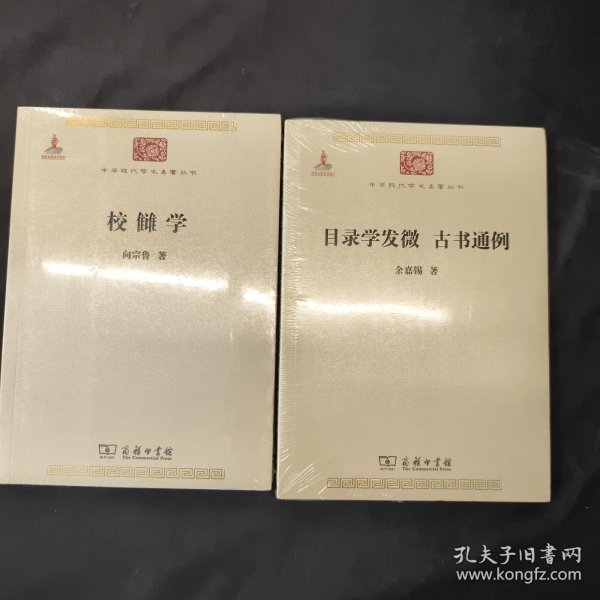 中华现代学术名著丛书
校雠学
向宗鲁 著
商务印书馆
The Commercial Press
中华现代学术名著丛书
目录学发微 古书通例
余嘉锡 著
商务印书馆
The Commercial Press
孔夫子旧书网
www.kongfz.com